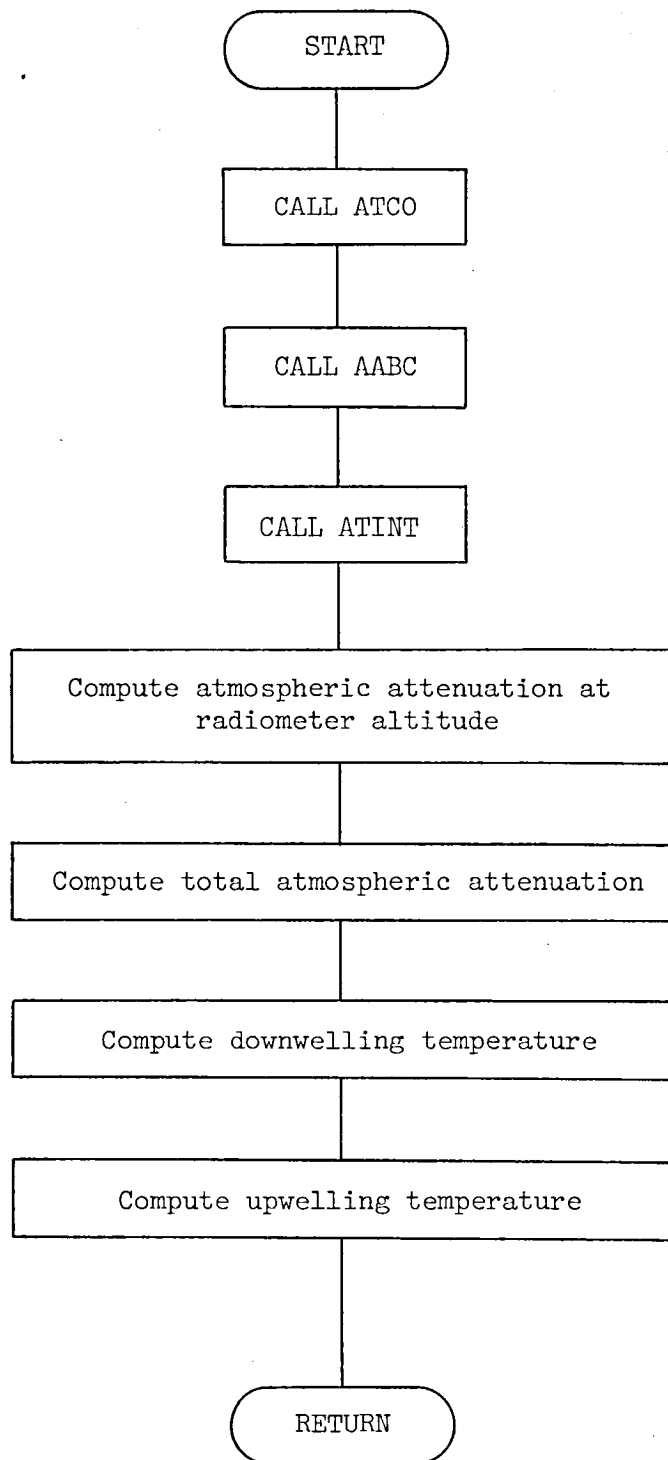 START
CALL ATCO
CALL AABC
CALL ATINT
Compute atmospheric attenuation at
radiometer altitude
Compute total atmospheric attenuation
Compute downwelling temperature
Compute upwelling temperature
RETURN